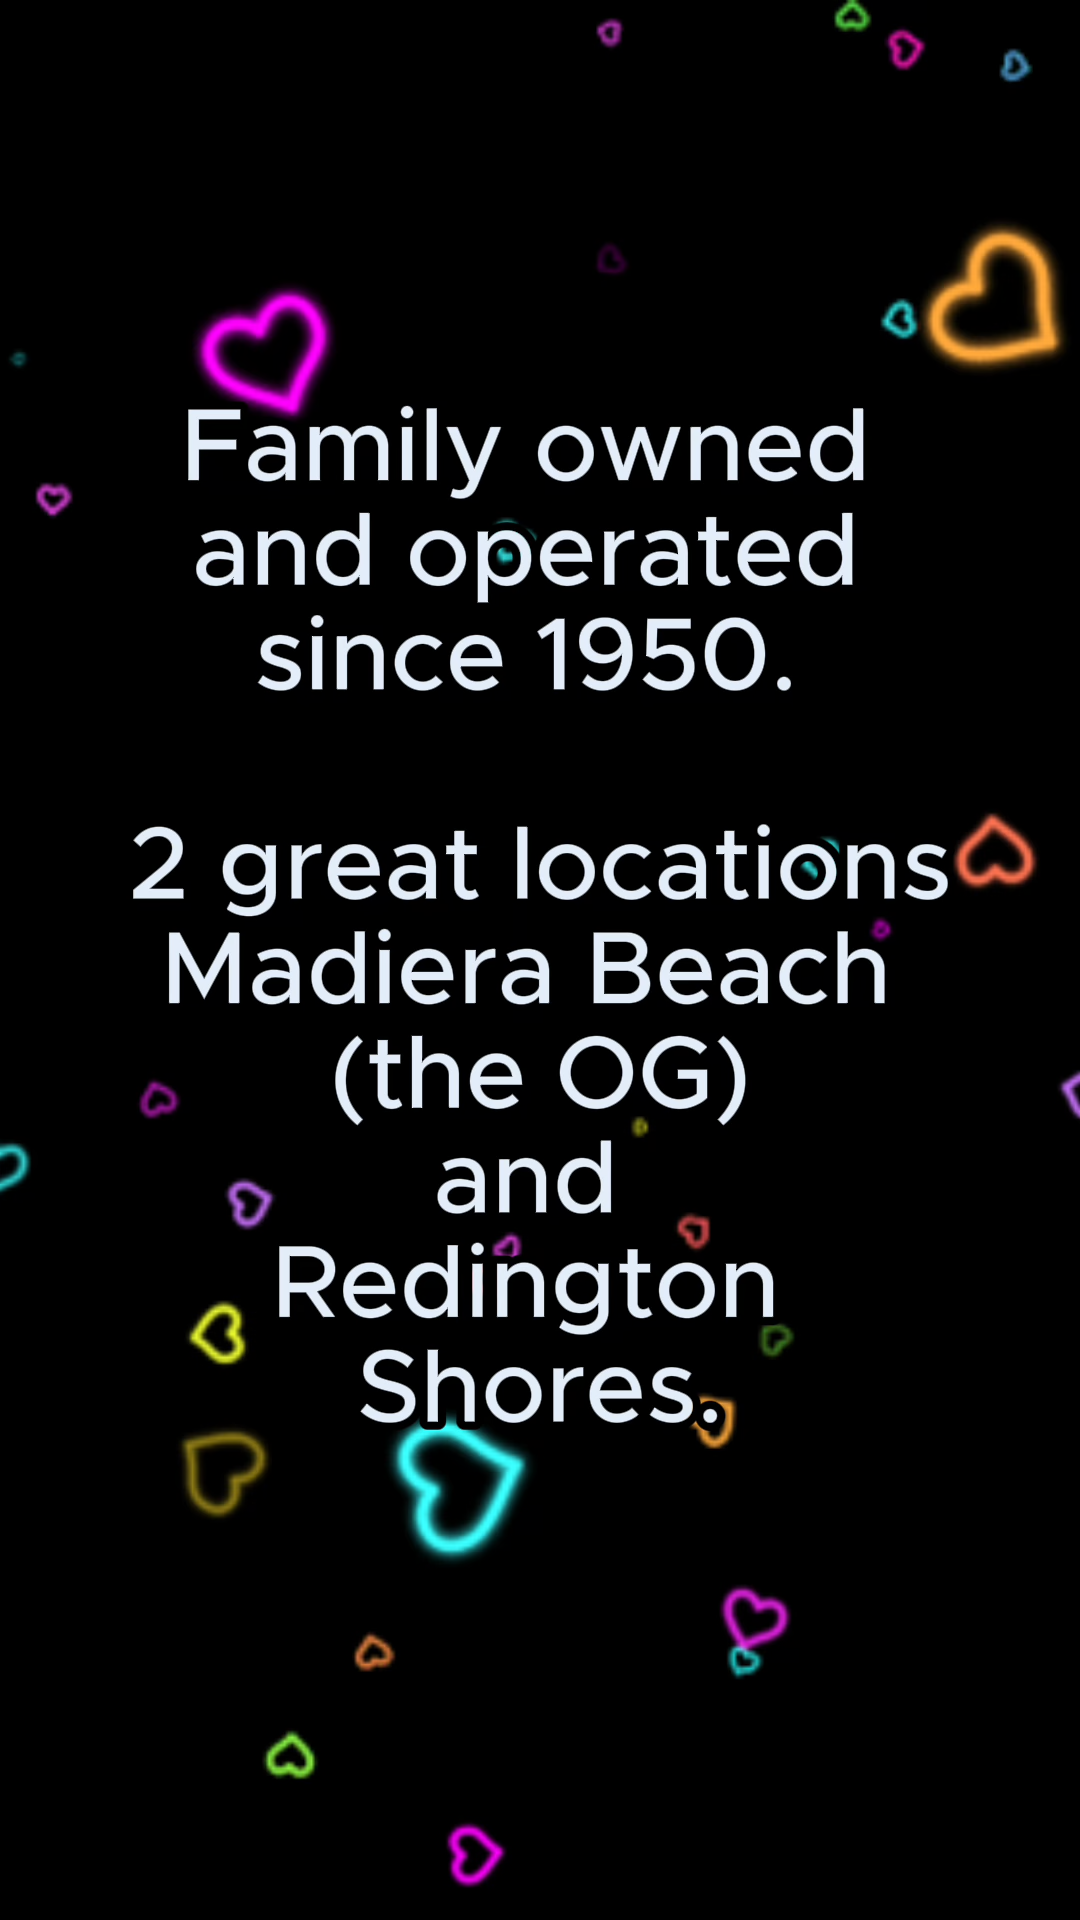 Family owned
and operated
since 1950.
2 great locations
Madiera Beach
(the OG)
and
Redington
Shores.